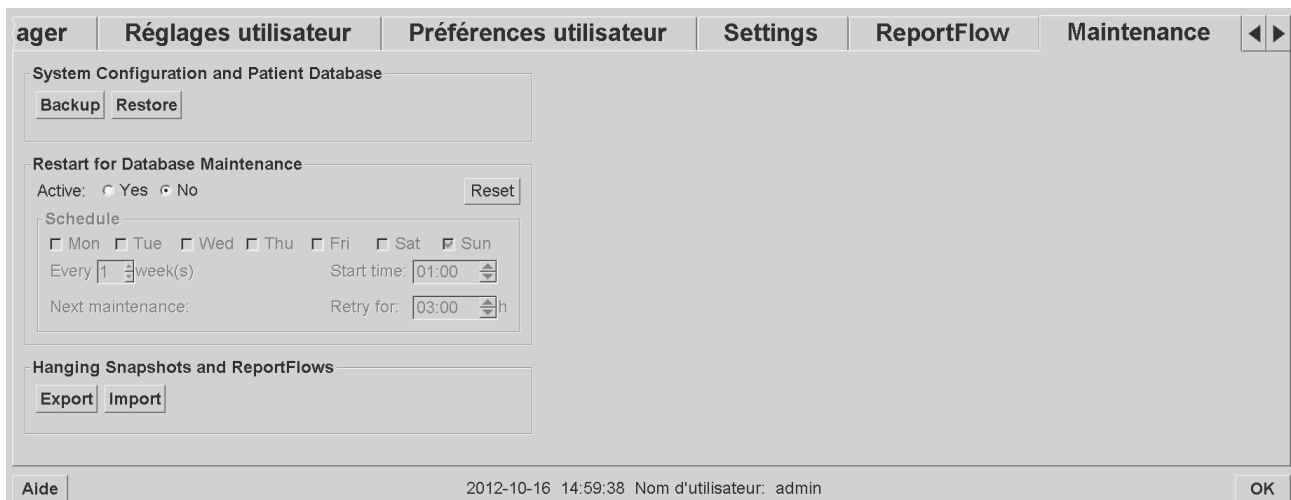 ager Réglages utilisateur Préférences utilisateur Settings ReportFlow Maintenance
System Configuration and Patient Database
Backup Restore
Restart for Database Maintenance
Active: Yes No Reset
Schedule
Mon Tue Wed Thu Fri Sat Sun
Every 1 week(s) Start time: 01:00
Next maintenance: Retry for: 03:00 h
Hanging Snapshots and ReportFlows
Export Import
Aide 2012-10-16 14:59:38 Nom d'utilisateur: admin OK